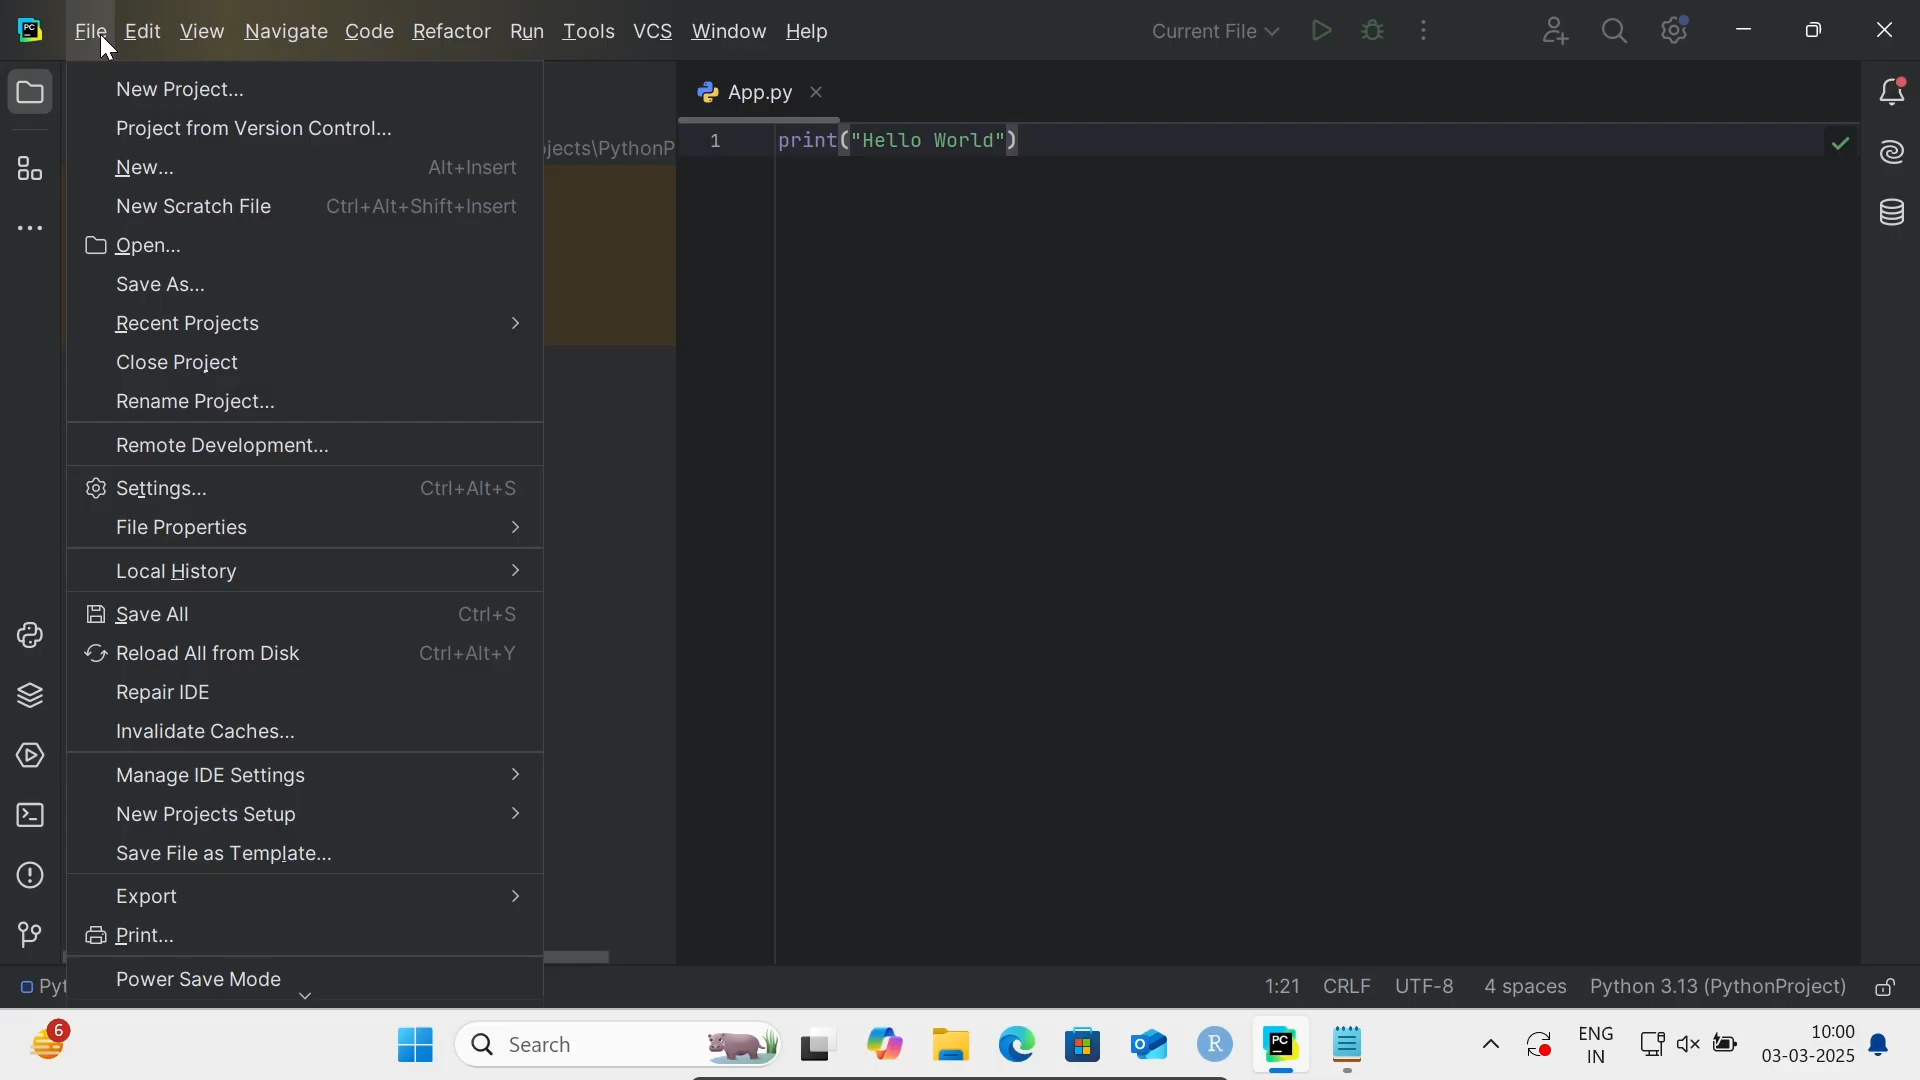 PC File Edit View Navigate Code Refactor Run Tools VCS Window Help Current File
New Project...
Project from Version Control...
New... Alt+Insert
New Scratch File Ctrl+Alt+Shift+Insert
Open...
Save As...
Recent Projects
Close Project
Rename Project...
Remote Development...
Settings... Ctrl+Alt+S
File Properties
Local History
Save All Ctrl+S
Reload All from Disk Ctrl+Alt+Y
Repair IDE
Invalidate Caches...
Manage IDE Settings
New Projects Setup
Save File as Template...
Export
Print...
Power Save Mode
jects\PythonP
App.py
1 print("Hello World")
Pyt 1:21 CRLF UTF-8 4 spaces Python 3.13 (PythonProject)
6 Search R PC ENG
IN 10:00
03-03-2025